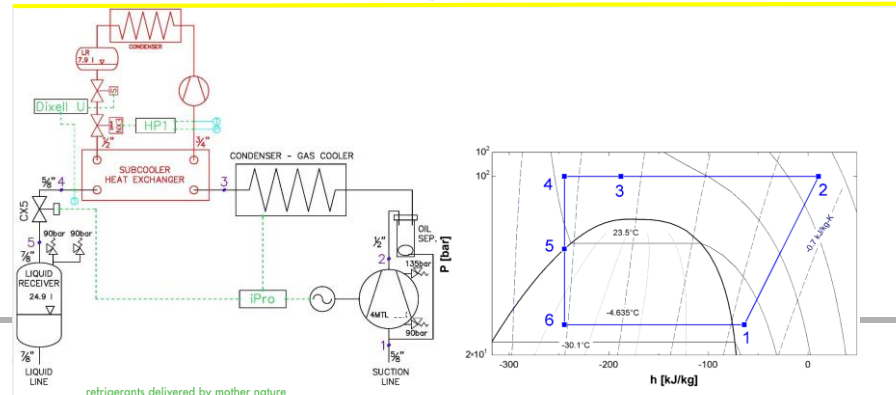 CONDENSER
LR
7.9 l
S
Dixell U
EX2
HP1
½"
¾"
SUBCOOLER
HEAT EXCHANGER
CONDENSER - GAS COOLER
⅝"
4
3
CX5
5
90bar
90bar
⅞"
LIQUID
RECEIVER
24.9 l
⅞"
LIQUID
LINE
iPro
OIL
SEP.
½"
2
135bar
4MTL
90bar
1
⅝"
SUCTION
LINE
refrigerants delivered by mother nature
P [bar]
10²
10²
2×10¹
4
3
2
5
6
1
23.5°C
-4.635°C
-30.1°C
-0.7 kJ/kg-K
-300
-200
-100
0
h [kJ/kg]